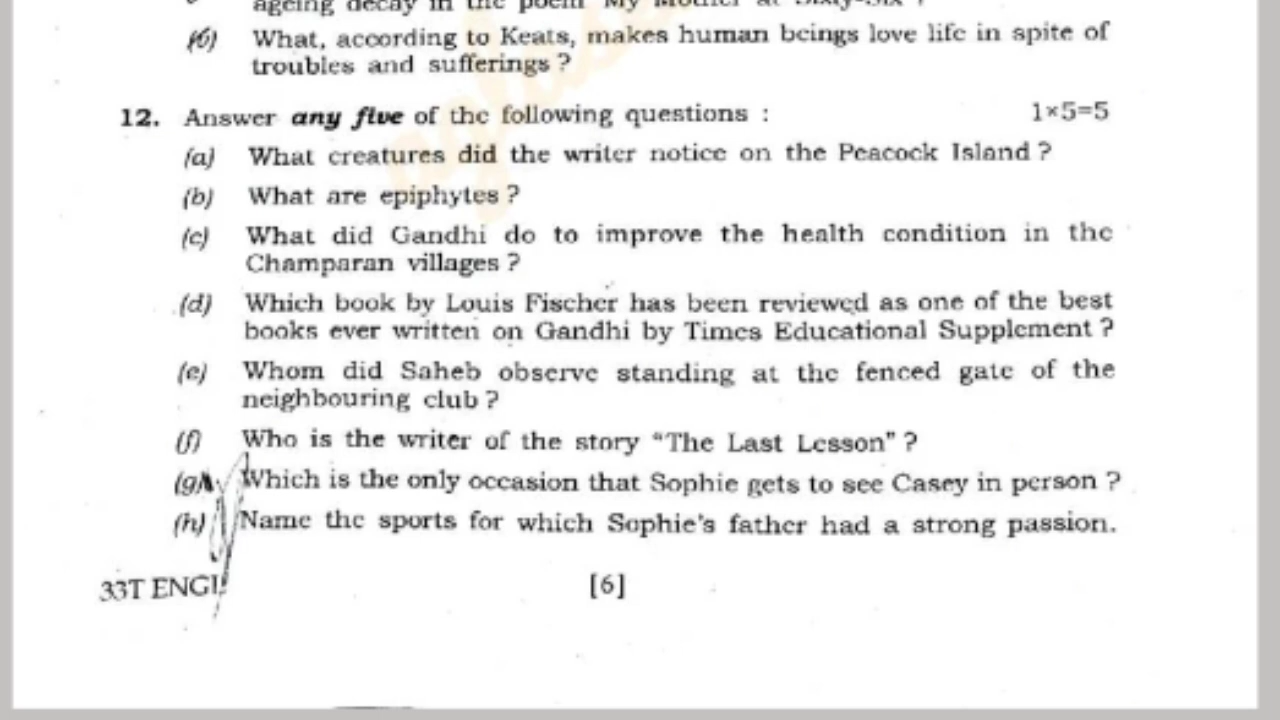 ageing decay in the poem My Mother at Sixty-Six ?
(b) What, according to Keats, makes human beings love life in spite of
troubles and sufferings ?
12. Answer any five of the following questions : 1×5=5
(a) What creatures did the writer notice on the Peacock Island ?
(b) What are epiphytes ?
(c) What did Gandhi do to improve the health condition in the
Champaran villages ?
(d) Which book by Louis Fischer has been reviewed as one of the best
books ever written on Gandhi by Times Educational Supplement ?
(e) Whom did Saheb observe standing at the fenced gate of the
neighbouring club ?
(f) Who is the writer of the story “The Last Lesson” ?
(g) Which is the only occasion that Sophie gets to see Casey in person ?
(h) Name the sports for which Sophie’s father had a strong passion.
33T ENGL [6]